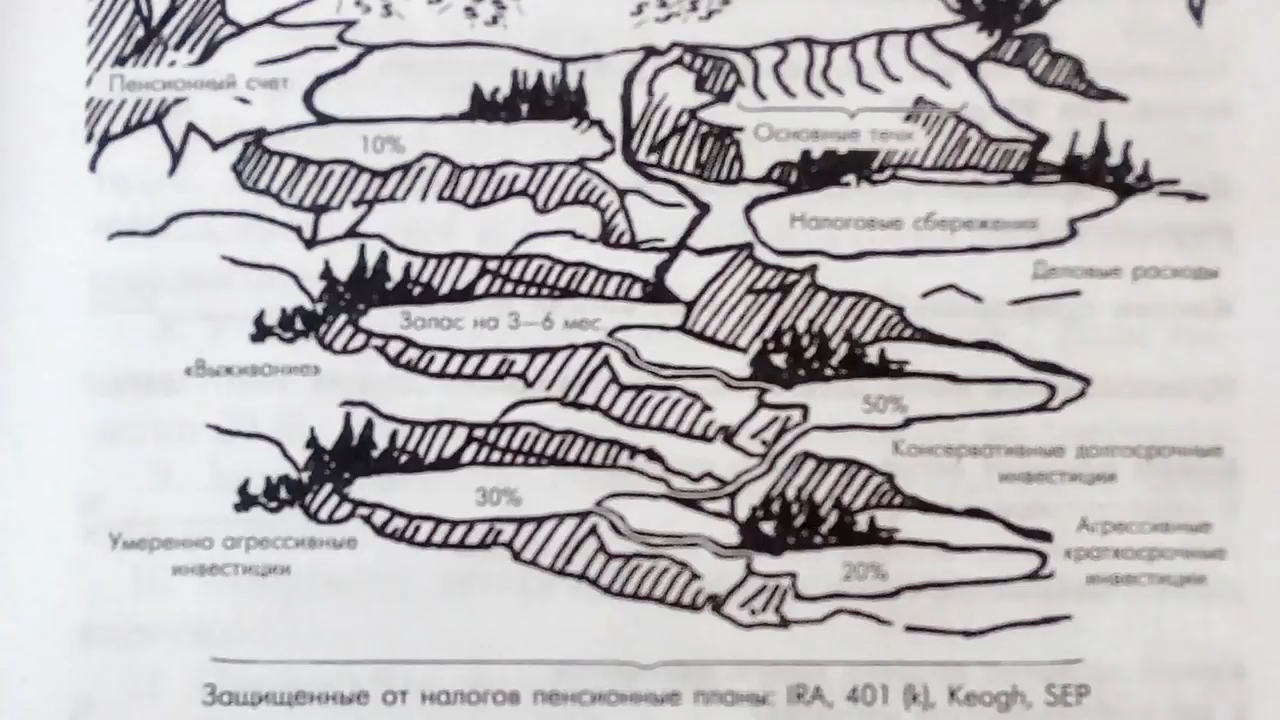 Пенсионный счет
10%
Основные течи
Налоговые сбережения
Деловые расходы
Запас на 3—6 мес.
«Выживание»
50%
Консервативные долгосрочные
инвестиции
30%
Умеренно агрессивные
инвестиции
Агрессивные
краткосрочные
инвестиции
20%
Защищенные от налогов пенсионные планы: IRA, 401 (k), Keogh, SEP